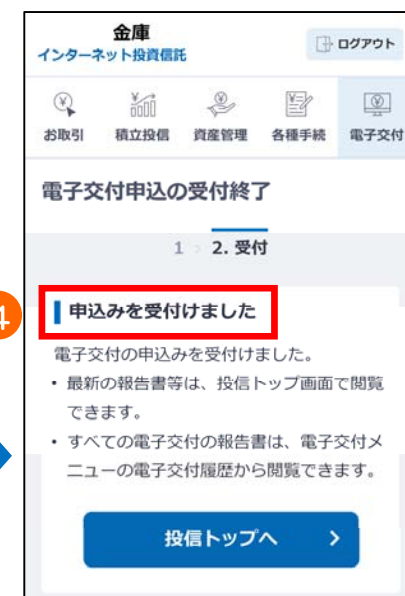 金庫
インターネット投資信託
ログアウト
お取引 積立投信 資産管理 各種手続 電子交付
電子交付申込の受付終了
1 > 2. 受付
4
申込みを受付けました
電子交付の申込みを受付けました。
• 最新の報告書等は、投信トップ画面で閲覧
できます。
• すべての電子交付の報告書は、電子交付メ
ニューの電子交付履歴から閲覧できます。
投信トップへ >